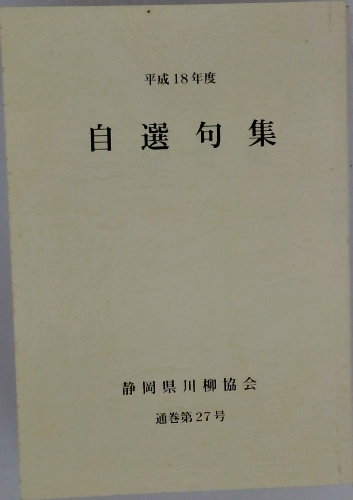 平成18年度
自選句集
静岡県川柳協会
通巻第27号